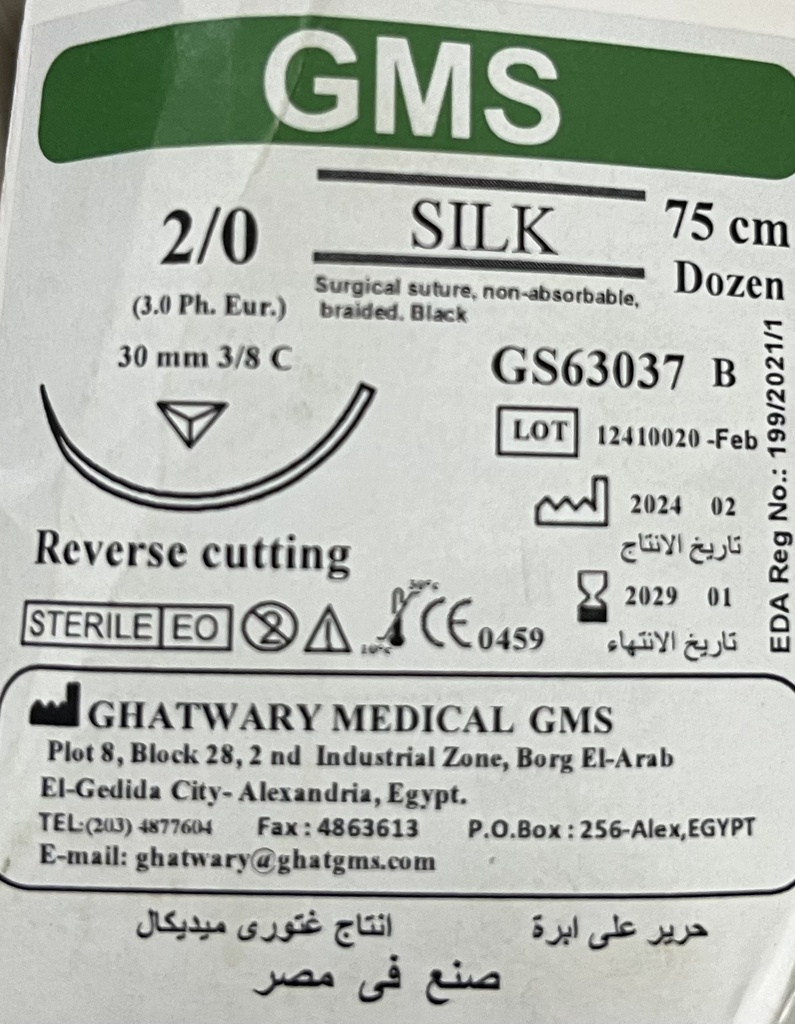 GMS
2/0
(3.0 Ph. Eur.)
30 mm 3/8 C
SILK
Surgical suture, non-absorbable,
braided. Black
75 cm
Dozen
GS63037 B
LOT 12410020 -Feb
2024 02
تاريخ الانتاج
2029 01
تاريخ الانتهاء
EDA Reg No.: 199/2021/1
Reverse cutting
STERILE EO
2
30°C
10°C
CE 0459
GHATWARY MEDICAL GMS
Plot 8, Block 28, 2 nd Industrial Zone, Borg El-Arab
El-Gedida City- Alexandria, Egypt.
TEL:(203) 4877604 Fax : 4863613 P.O.Box : 256-Alex,EGYPT
E-mail: ghatwary@ghatgms.com
حرير على ابرة
انتاج غتورى ميديكال
صنع فى مصر